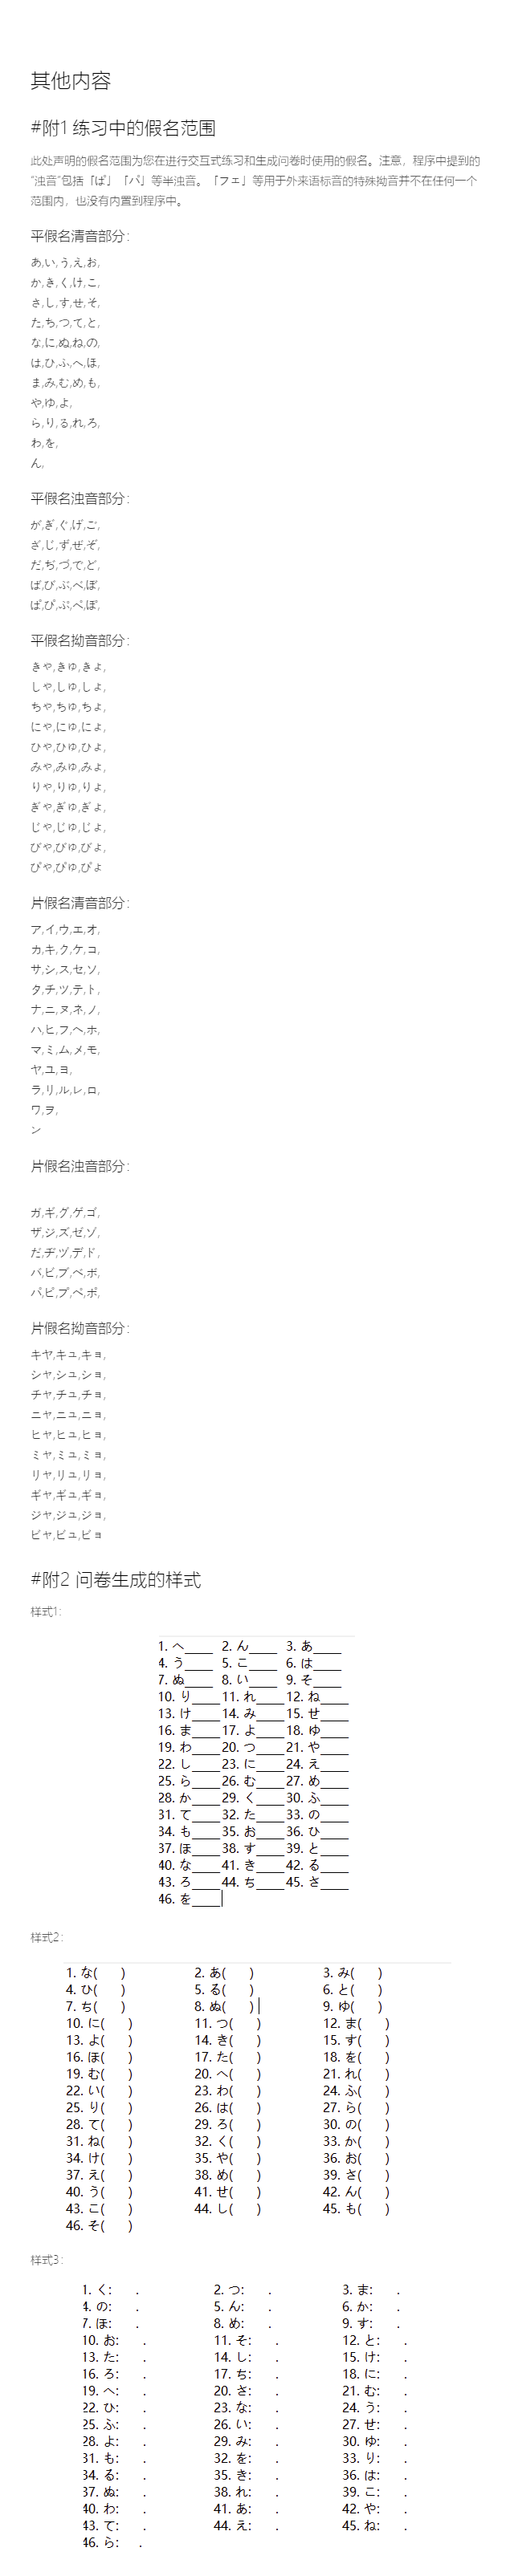 其他内容
#附1 练习中的假名范围
此处声明的假名范围为您在进行交互式练习和生成问卷时使用的假名。注意，程序中提到的
“浊音”包括「ぱ」「パ」等半浊音。「フェ」等用于外来语标音的特殊拗音并不在任何一个
范围内，也没有内置到程序中。
平假名清音部分：
あ,い,う,え,お,
か,き,く,け,こ,
さ,し,す,せ,そ,
た,ち,つ,て,と,
な,に,ぬ,ね,の,
は,ひ,ふ,へ,ほ,
ま,み,む,め,も,
や,ゆ,よ,
ら,り,る,れ,ろ,
わ,を,
ん,
平假名浊音部分：
が,ぎ,ぐ,げ,ご,
ざ,じ,ず,ぜ,ぞ,
だ,ぢ,づ,で,ど,
ば,び,ぶ,べ,ぼ,
ぱ,ぴ,ぷ,ぺ,ぽ,
平假名拗音部分：
きゃ,きゅ,きょ,
しゃ,しゅ,しょ,
ちゃ,ちゅ,ちょ,
にゃ,にゅ,にょ,
ひゃ,ひゅ,ひょ,
みゃ,みゅ,みょ,
りゃ,りゅ,りょ,
ぎゃ,ぎゅ,ぎょ,
じゃ,じゅ,じょ,
びゃ,びゅ,びょ,
ぴゃ,ぴゅ,ぴょ
片假名清音部分：
ア,イ,ウ,エ,オ,
カ,キ,ク,ケ,コ,
サ,シ,ス,セ,ソ,
タ,チ,ツ,テ,ト,
ナ,ニ,ヌ,ネ,ノ,
ハ,ヒ,フ,ヘ,ホ,
マ,ミ,ム,メ,モ,
ヤ,ユ,ヨ,
ラ,リ,ル,レ,ロ,
ワ,ヲ,
ン
片假名浊音部分：
ガ,ギ,グ,ゲ,ゴ,
ザ,ジ,ズ,ゼ,ゾ,
だ,ヂ,ヅ,デ,ド,
バ,ビ,ブ,ベ,ボ,
パ,ピ,プ,ペ,ポ,
片假名拗音部分：
キャ,キュ,キョ,
シャ,シュ,ショ,
チャ,チュ,チョ,
ニャ,ニュ,ニョ,
ヒャ,ヒュ,ヒョ,
ミャ,ミュ,ミョ,
リャ,リュ,リョ,
ギャ,ギュ,ギョ,
ジャ,ジュ,ジョ,
ビャ,ビュ,ビョ
#附2 问卷生成的样式
样式1：
1. へ____ 2. ん____ 3. あ____
4. う____ 5. こ____ 6. は____
7. ぬ____ 8. い____ 9. そ____
10. り____ 11. れ____ 12. ね____
13. け____ 14. み____ 15. せ____
16. ま____ 17. よ____ 18. ゆ____
19. わ____ 20. つ____ 21. や____
22. し____ 23. に____ 24. え____
25. ら____ 26. む____ 27. め____
28. か____ 29. く____ 30. ふ____
31. て____ 32. た____ 33. の____
34. も____ 35. お____ 36. ひ____
37. ほ____ 38. す____ 39. と____
40. な____ 41. き____ 42. る____
43. ろ____ 44. ち____ 45. さ____
46. を____
样式2：
1. な( ) 2. あ( ) 3. み( )
4. ひ( ) 5. る( ) 6. と( )
7. ち( ) 8. ぬ( ) 9. ゆ( )
10. に( ) 11. つ( ) 12. ま( )
13. よ( ) 14. き( ) 15. す( )
16. ほ( ) 17. た( ) 18. を( )
19. む( ) 20. へ( ) 21. れ( )
22. い( ) 23. わ( ) 24. ふ( )
25. り( ) 26. は( ) 27. ら( )
28. て( ) 29. ろ( ) 30. の( )
31. ね( ) 32. く( ) 33. か( )
34. け( ) 35. や( ) 36. お( )
37. え( ) 38. め( ) 39. さ( )
40. う( ) 41. せ( ) 42. ん( )
43. こ( ) 44. し( ) 45. も( )
46. そ( )
样式3：
1. く: . 2. つ: . 3. ま: .
4. の: . 5. ん: . 6. か: .
7. ほ: . 8. め: . 9. す: .
10. お: . 11. そ: . 12. と: .
13. た: . 14. し: . 15. け: .
16. ろ: . 17. ち: . 18. に: .
19. へ: . 20. さ: . 21. む: .
22. ひ: . 23. な: . 24. う: .
25. ふ: . 26. い: . 27. せ: .
28. よ: . 29. み: . 30. ゆ: .
31. も: . 32. を: . 33. り: .
34. る: . 35. き: . 36. は: .
37. ぬ: . 38. れ: . 39. こ: .
40. わ: . 41. あ: . 42. や: .
43. て: . 44. え: . 45. ね: .
46. ら: .